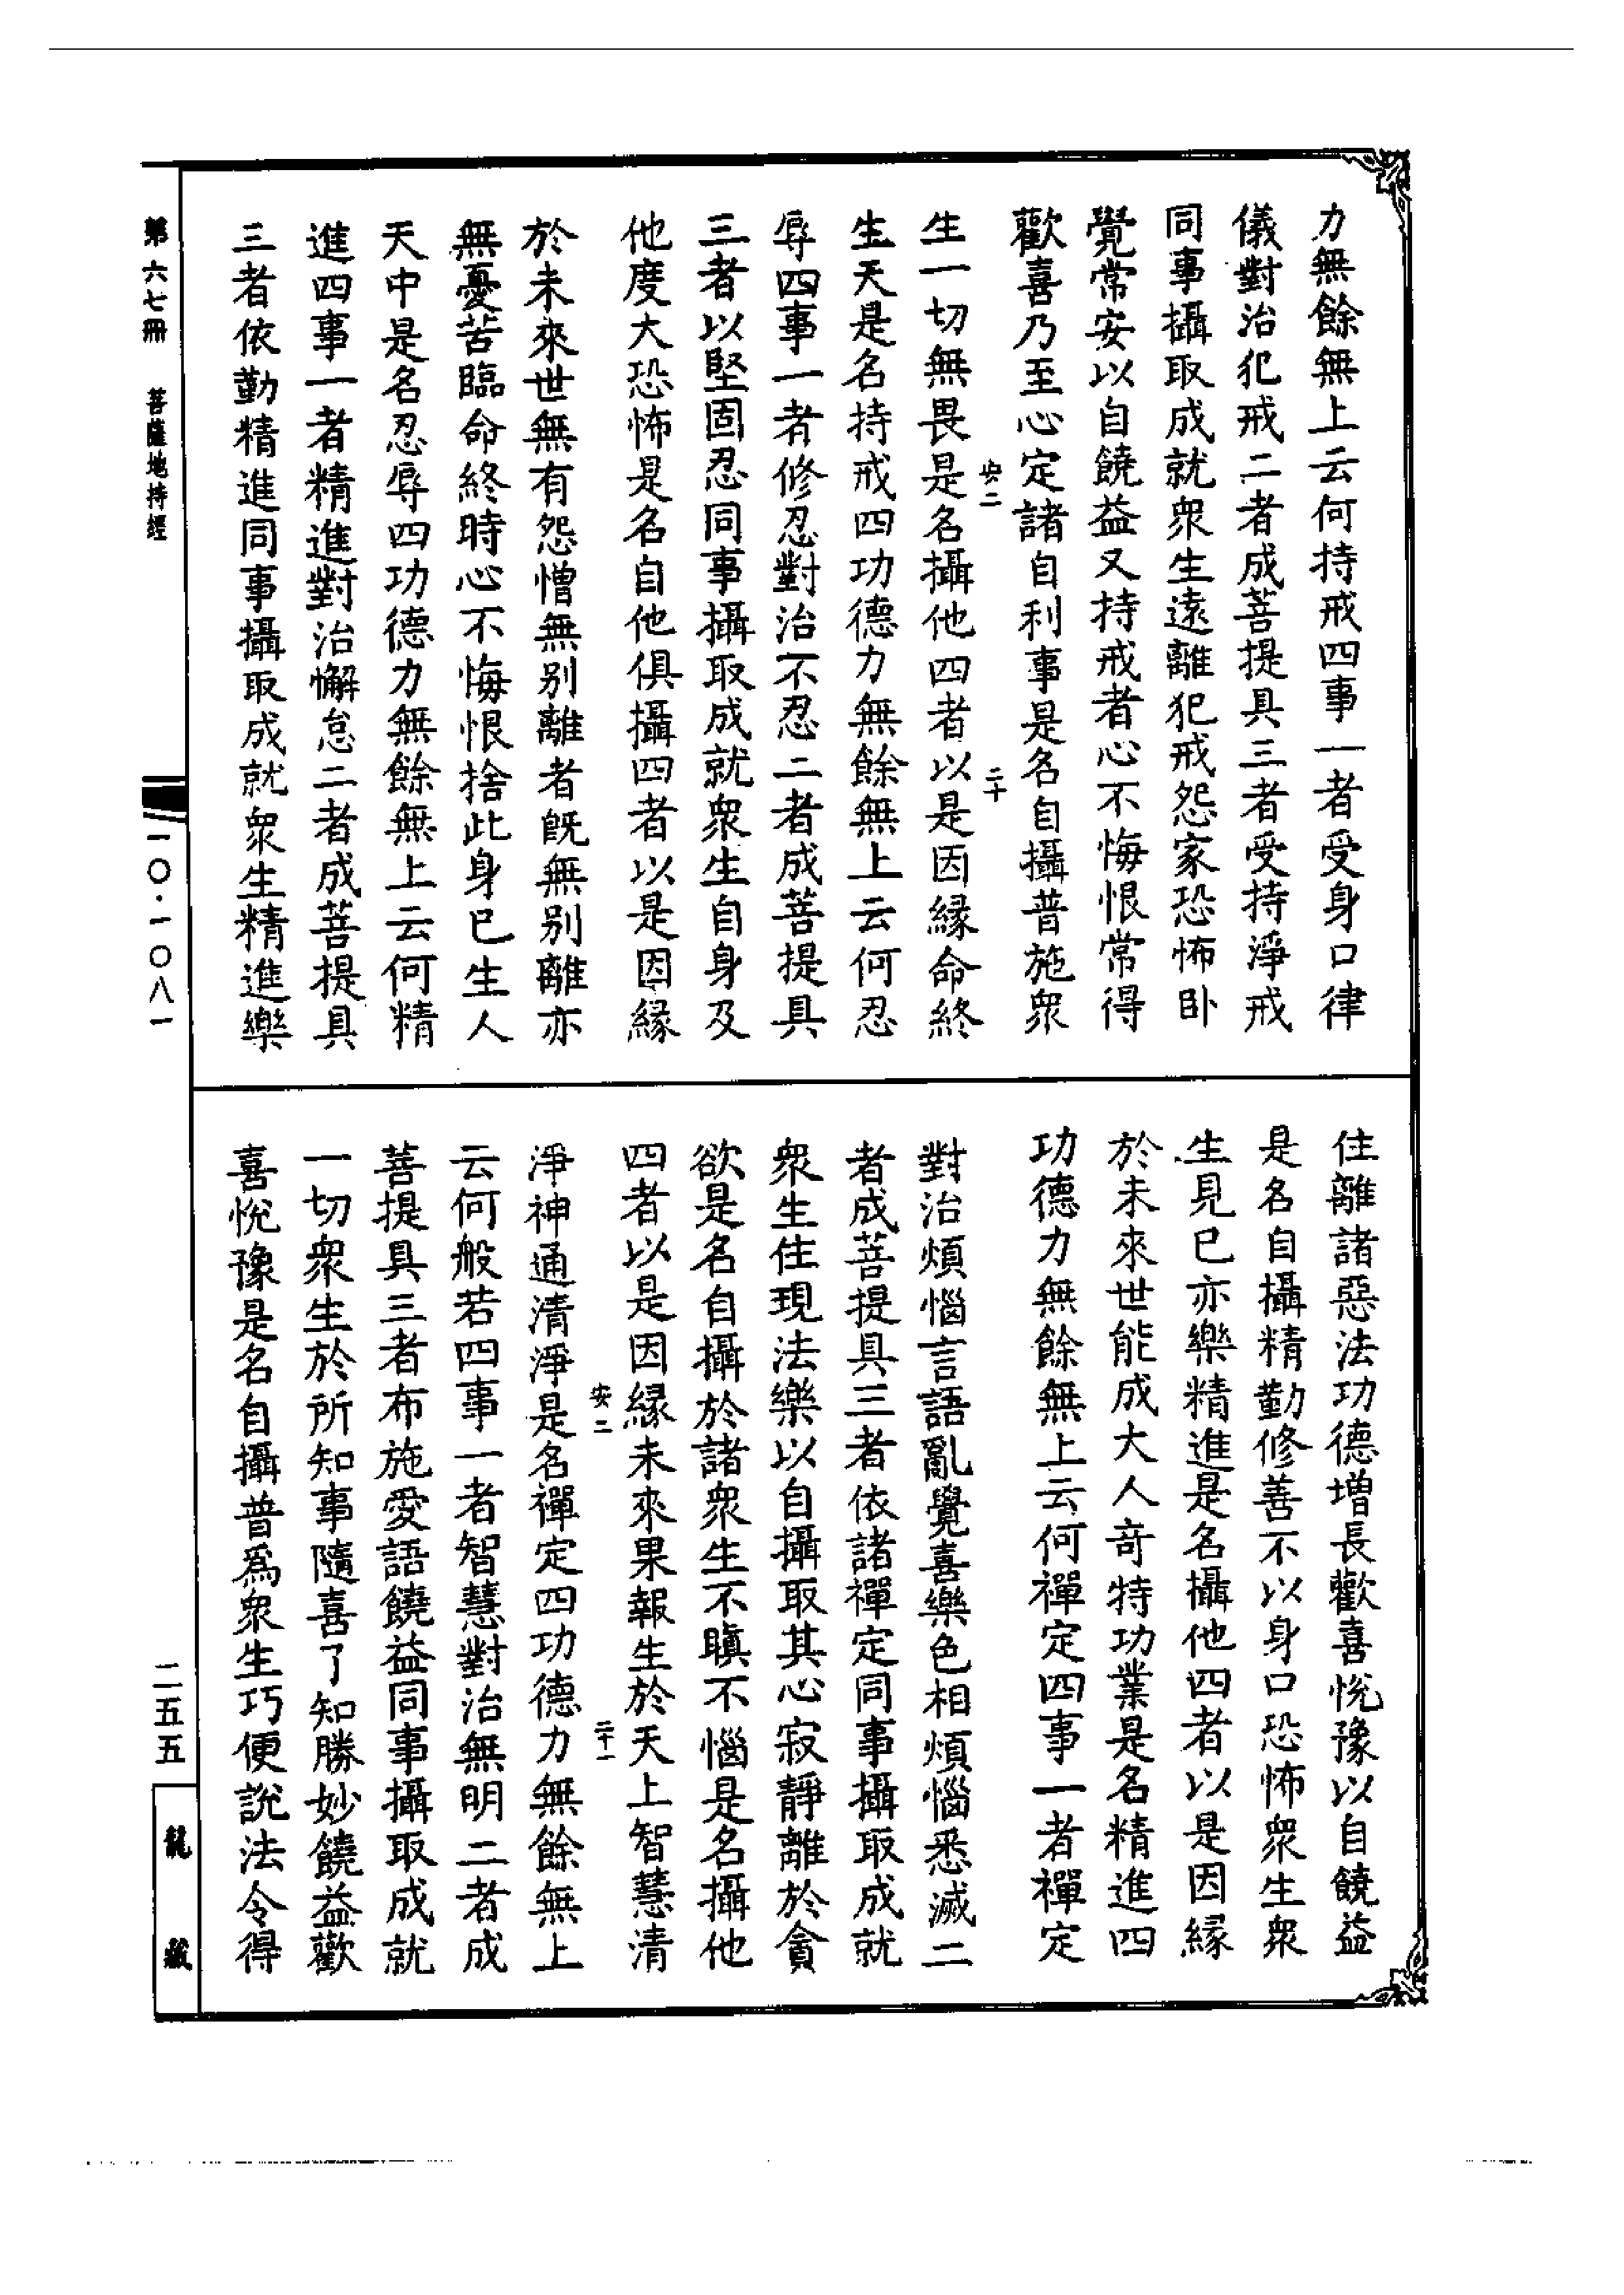 力無餘無上云何持戒四事一者受身口律
儀對治犯戒二者成菩提具三者受持淨戒
同事攝取成就衆生遠離犯戒怨家恐怖卧
覺常安以自饒益又持戒者心不悔恨常得
歡喜乃至心定諸自利事是名自攝普施衆
安二
二十
生一切無畏是名攝他四者以是因緣命終
生天是名持戒四功德力無餘無上云何忍
辱四事一者修忍對治不忍二者成菩提具
三者以堅固忍同事攝取成就衆生自身及
他度大恐怖是名自他俱攝四者以是因緣
於未來世無有怨憎無别離者旣無别離亦
無憂苦臨命終時心不悔恨捨此身已生人
天中是名忍辱四功德力無餘無上云何精
進四事一者精進對治懈怠二者成菩提具
三者依勤精進同事攝取成就衆生精進樂
住離諸惡法功德增長歡喜悅豫以自饒益
是名自攝精勤修善不以身口恐怖衆生衆
生見已亦樂精進是名攝他四者以是因緣
於未來世能成大人奇特功業是名精進四
功德力無餘無上云何禪定四事一者禪定
對治煩惱言語亂覺喜樂色相煩惱悉滅二
者成菩提具三者依諸禪定同事攝取成就
衆生住現法樂以自攝取其心寂靜離於貪
欲是名自攝於諸衆生不瞋不惱是名攝他
四者以是因緣未來果報生於天上智慧清
安二
二十一
淨神通清淨是名禪定四功德力無餘無上
云何般若四事一者智慧對治無明二者成
菩提具三者布施愛語饒益同事攝取成就
一切衆生於所知事隨喜了知勝妙饒益歡
喜悅豫是名自攝普爲衆生巧便說法令得
第六七冊 菩薩地持經
一〇·一〇八一
二五五
龍藏